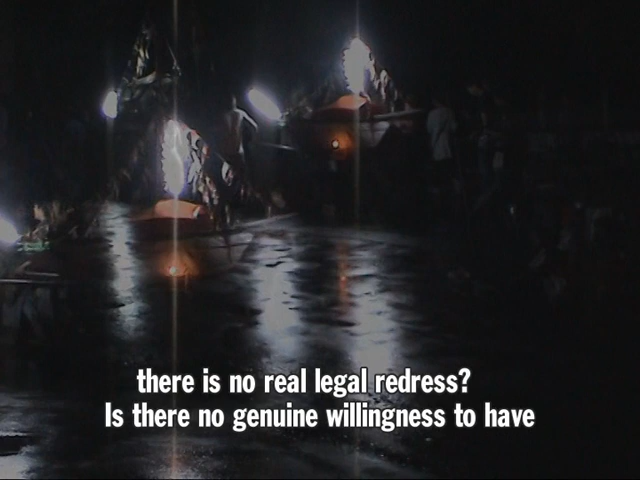 there is no real legal redress?
Is there no genuine willingness to have